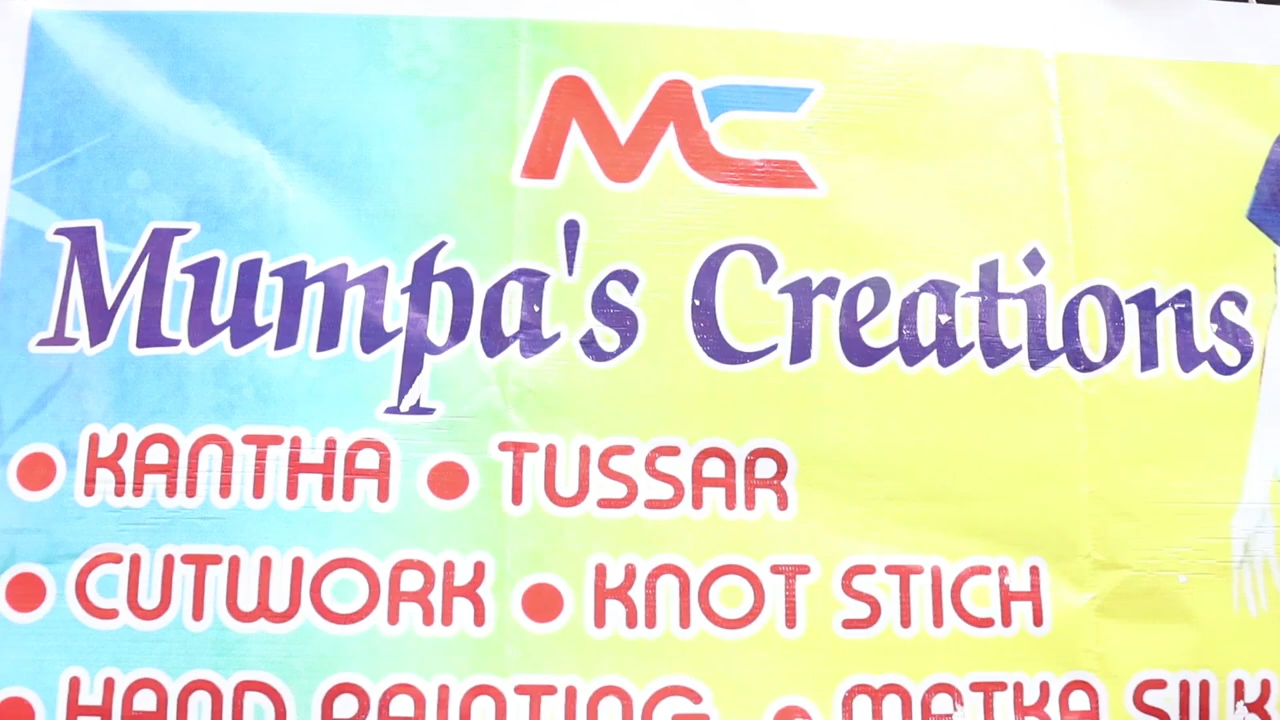 MC
Mumpa's Creations
• KANTHA • TUSSAR
• CUTWORK • KNOT STICH
• HAND PAINTING • MATKA SILK